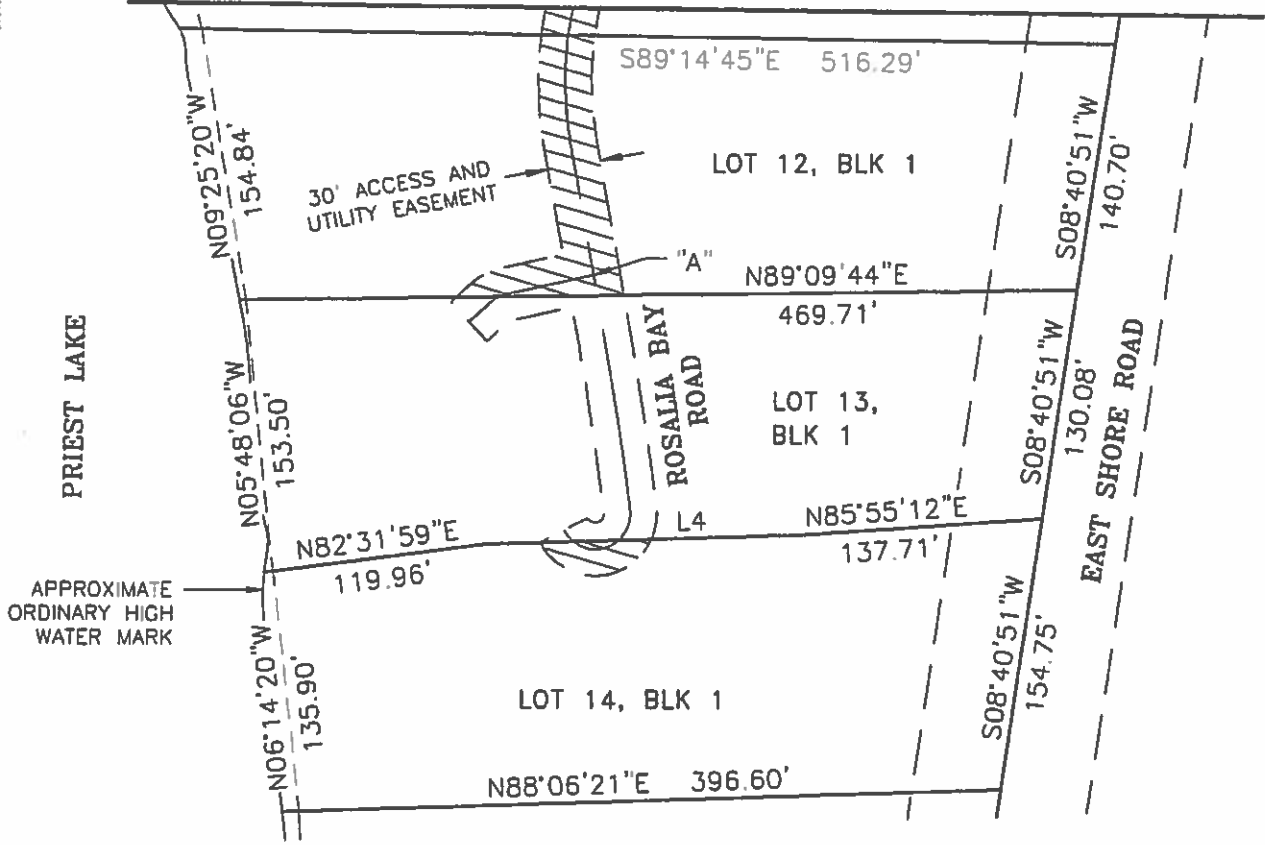 S89°14'45"E 516.29'
N09°25'20"W
154.84'
30' ACCESS AND
UTILITY EASEMENT
LOT 12, BLK 1
S08°40'51"W
140.70'
"A"
N89°09'44"E
469.71'
PRIEST LAKE
N05°48'06"W
153.50'
ROSALIA BAY
ROAD
LOT 13,
BLK 1
S08°40'51"W
130.08'
EAST SHORE ROAD
N82°31'59"E
119.96'
L4
N85°55'12"E
137.71'
APPROXIMATE
ORDINARY HIGH
WATER MARK
N06°14'20"W
135.90'
LOT 14, BLK 1
S08°40'51"W
154.75'
N88°06'21"E 396.60'